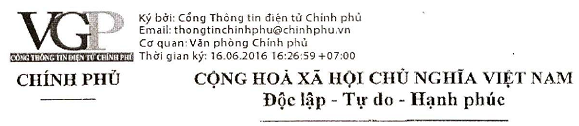 VGP
CỔNG THÔNG TIN ĐIỆN TỬ CHÍNH PHỦ
Ký bởi: Cổng Thông tin điện tử Chính phủ
Email: thongtinchinhphu@chinhphu.vn
Cơ quan: Văn phòng Chính phủ
Thời gian ký: 16.06.2016 16:26:59 +07:00
CHÍNH PHỦ
CỘNG HOÀ XÃ HỘI CHỦ NGHĨA VIỆT NAM
Độc lập - Tự do - Hạnh phúc